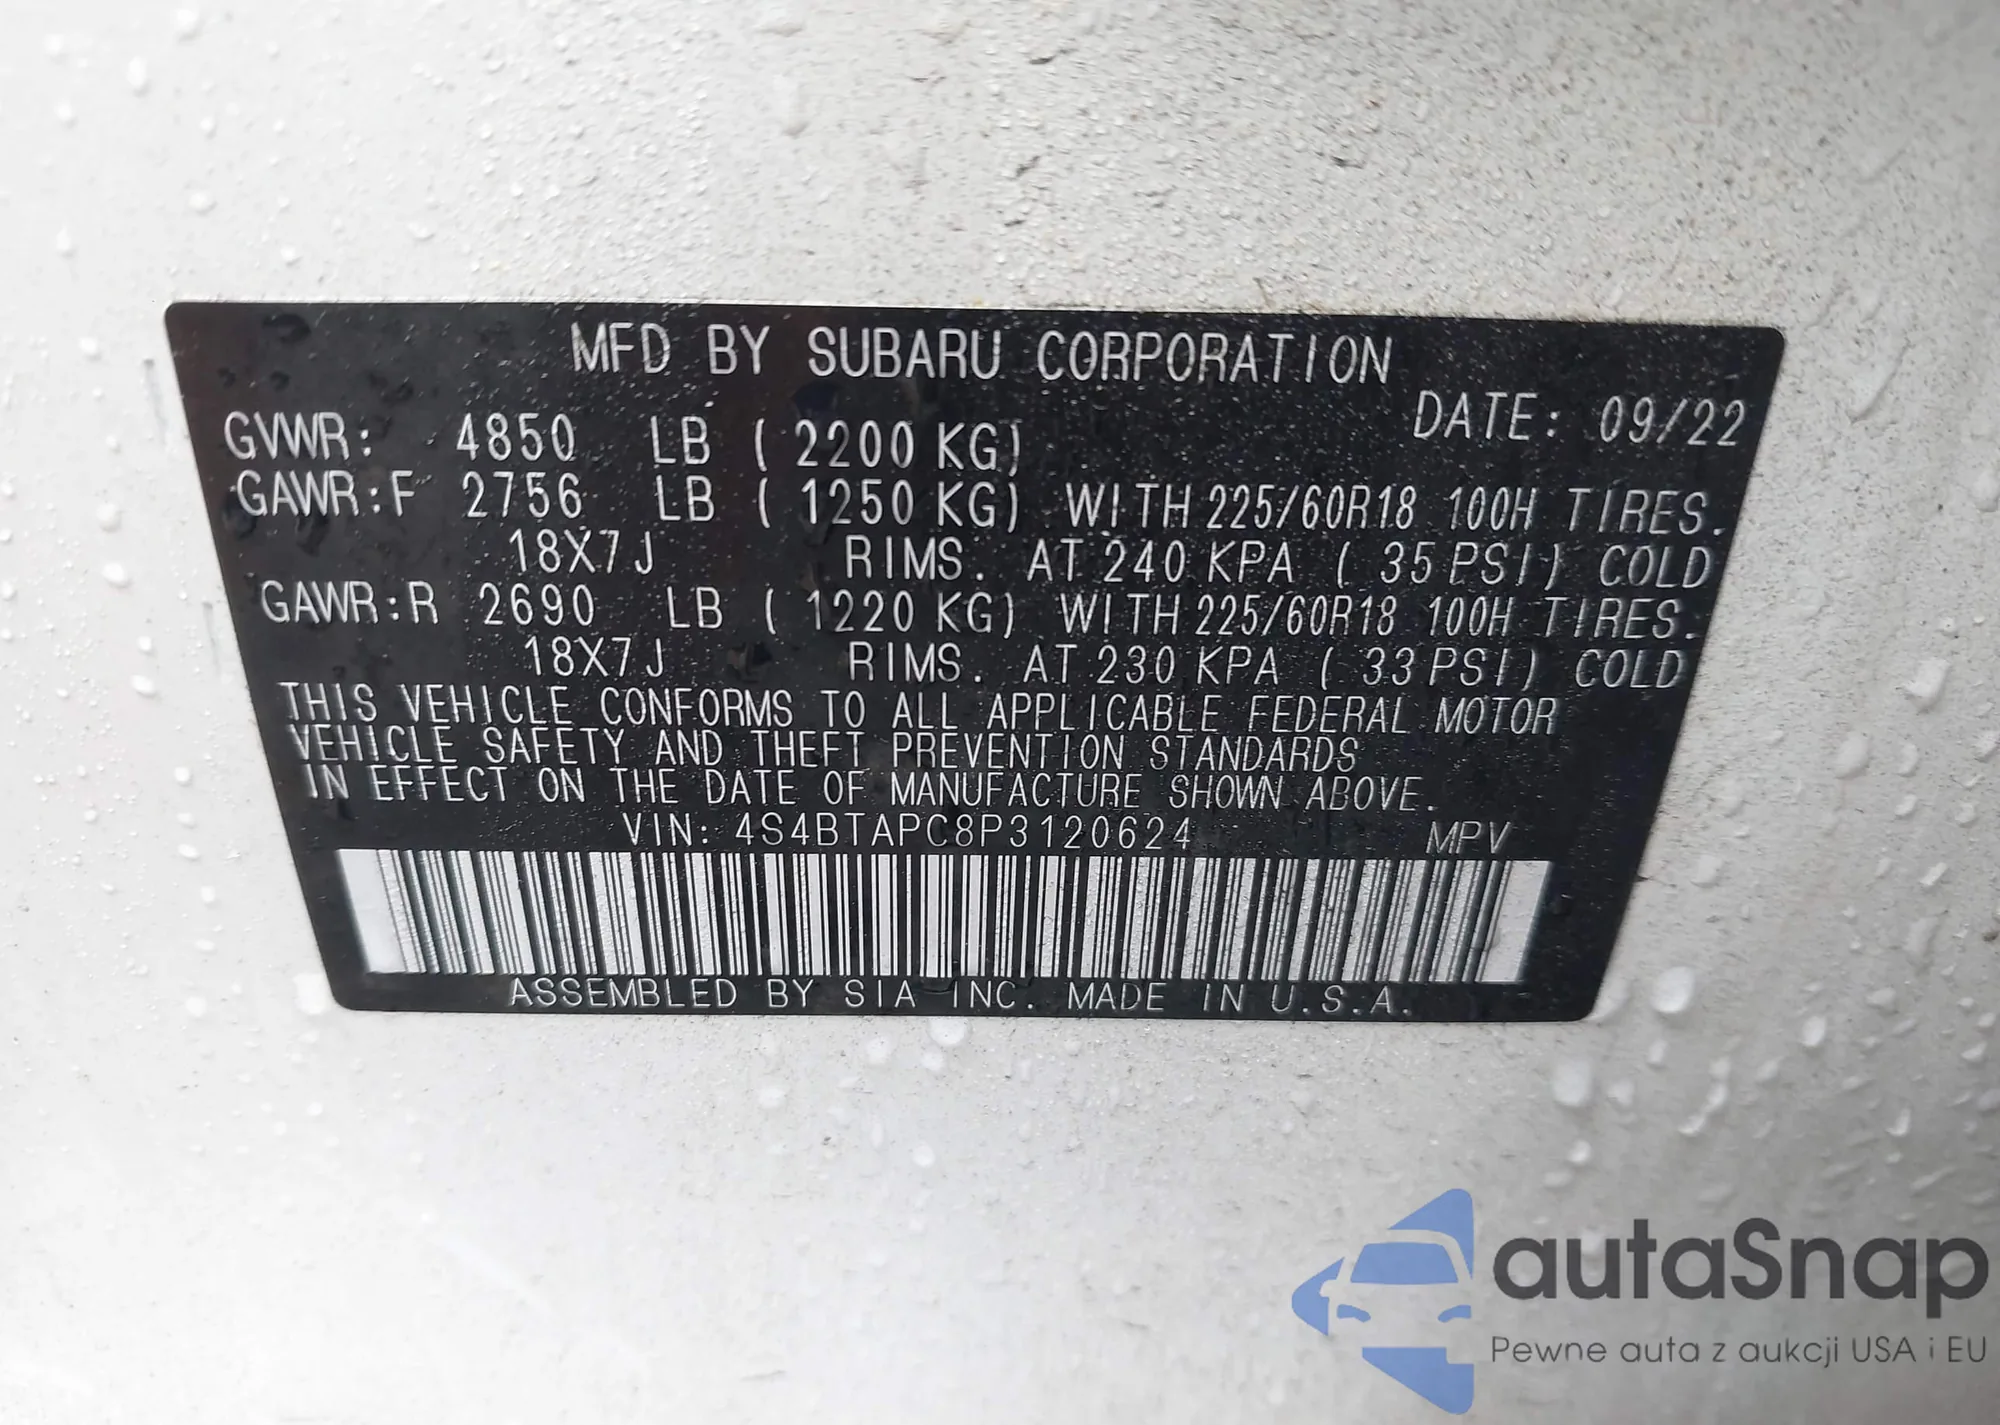 MFD BY SUBARU CORPORATION
DATE: 09/22
GVWR: 4850 LB ( 2200 KG)
GAWR:F 2756 LB ( 1250 KG) WITH 225/60R18 100H TIRES.
18X7J RIMS. AT 240 KPA ( 35 PSI) COLD
GAWR:R 2690 LB ( 1220 KG) WITH 225/60R18 100H TIRES.
18X7J RIMS. AT 230 KPA ( 33 PSI) COLD
THIS VEHICLE CONFORMS TO ALL APPLICABLE FEDERAL MOTOR
VEHICLE SAFETY AND THEFT PREVENTION STANDARDS
IN EFFECT ON THE DATE OF MANUFACTURE SHOWN ABOVE.
VIN: 4S4BTAPC8P3120624 MPV
ASSEMBLED BY SIA INC. MADE IN U.S.A.
autaSnap
Pewne auta z aukcji USA i EU